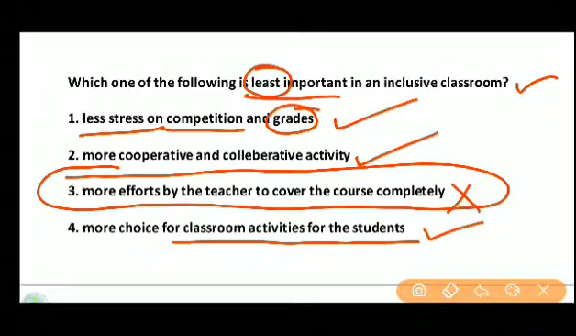 Which one of the following is least important in an inclusive classroom?
1. less stress on competition and grades
2. more cooperative and colleberative activity
3. more efforts by the teacher to cover the course completely
4. more choice for classroom activities for the students